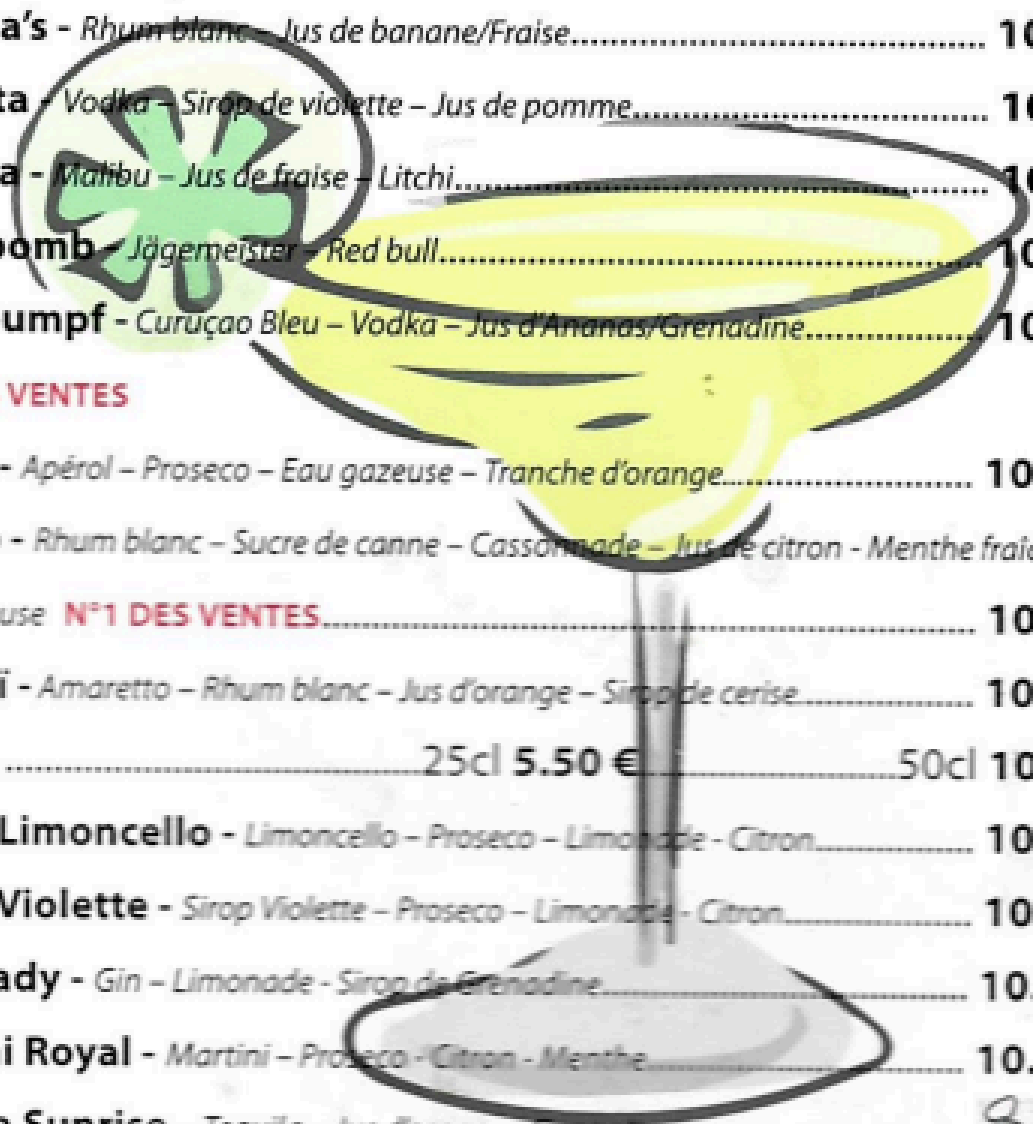 a's - Rhum blanc – Jus de banane/Fraise.................... 10
ta - Vodka – Sirop de violette – Jus de pomme.................... 10
a - Malibu – Jus de fraise – Litchi.................... 10
bomb - Jägermeister – Red bull.................... 10
umpf - Curuçao Bleu – Vodka – Jus d'Ananas/Grenadine.................... 10
VENTES
- Apérol – Proseco – Eau gazeuse – Tranche d'orange.................... 10
- Rhum blanc – Sucre de canne – Cassonnade – Jus de citron - Menthe fraîc
use N°1 DES VENTES.................... 10
ï - Amaretto – Rhum blanc – Jus d'orange – Sirop de cerise.................... 10
....................25cl 5.50 €....................50cl 10
Limoncello - Limoncello – Proseco – Limonade - Citron.................... 10
Violette - Sirop Violette – Proseco – Limonade - Citron.................... 10
ady - Gin – Limonade - Sirop de Grenadine.................... 10.
i Royal - Martini – Proseco - Citron - Menthe.................... 10.
Sunrise